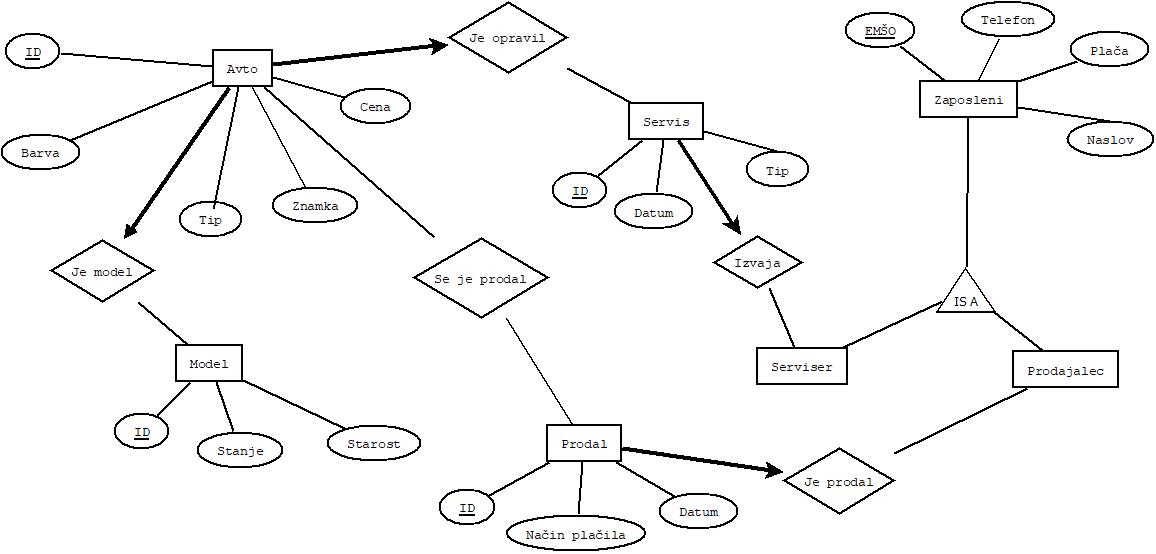 Je opravil
EMŠO
Telefon
Plača
Naslov
Zaposleni
ID
Avto
Cena
Barva
Tip
Znamka
Servis
ID
Datum
Tip
Je model
Se je prodal
Izvaja
ISA
Model
ID
Stanje
Starost
Serviser
Prodajalec
Prodal
ID
Način plačila
Datum
Je prodal